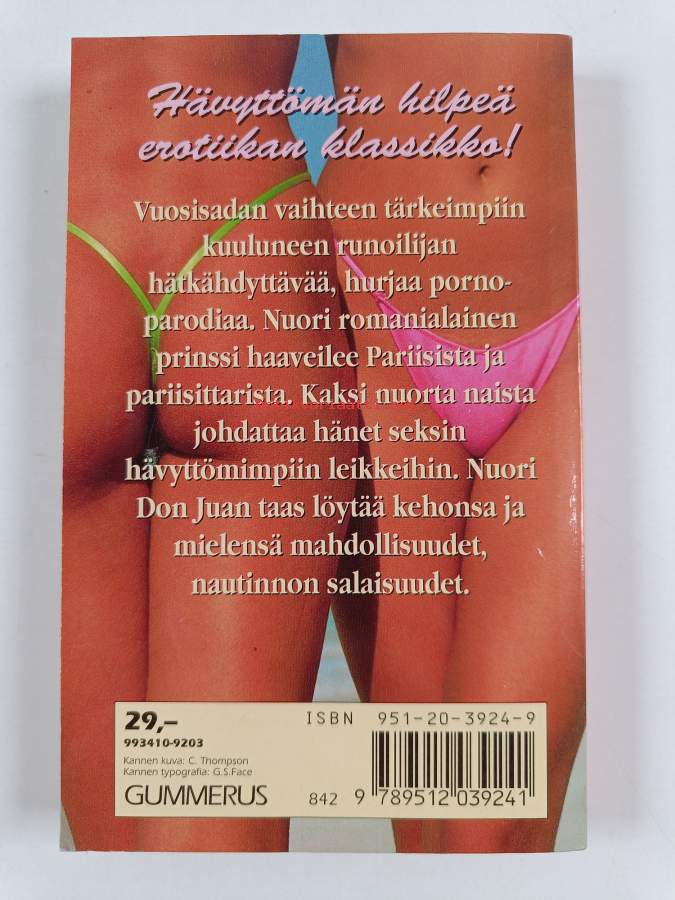 Hävyttömän hilpeä
erotiikan klassikko!
Vuosisadan vaihteen tärkeimpiin
kuuluneen runoilijan
hätkähdyttävää, hurjaa porno-
parodiaa. Nuori romanialainen
prinssi haaveilee Pariisista ja
pariisittarista. Kaksi nuorta naista
johdattaa hänet seksin
hävyttömimpiin leikkeihin. Nuori
Don Juan taas löytää kehonsa ja
mielensä mahdollisuudet,
nautinnon salaisuudet.
29,–
993410-9203
Kannen kuva: C. Thompson
Kannen typografia: G.S.Face
GUMMERUS
ISBN 951-20-3924-9
842
9 789512 039241